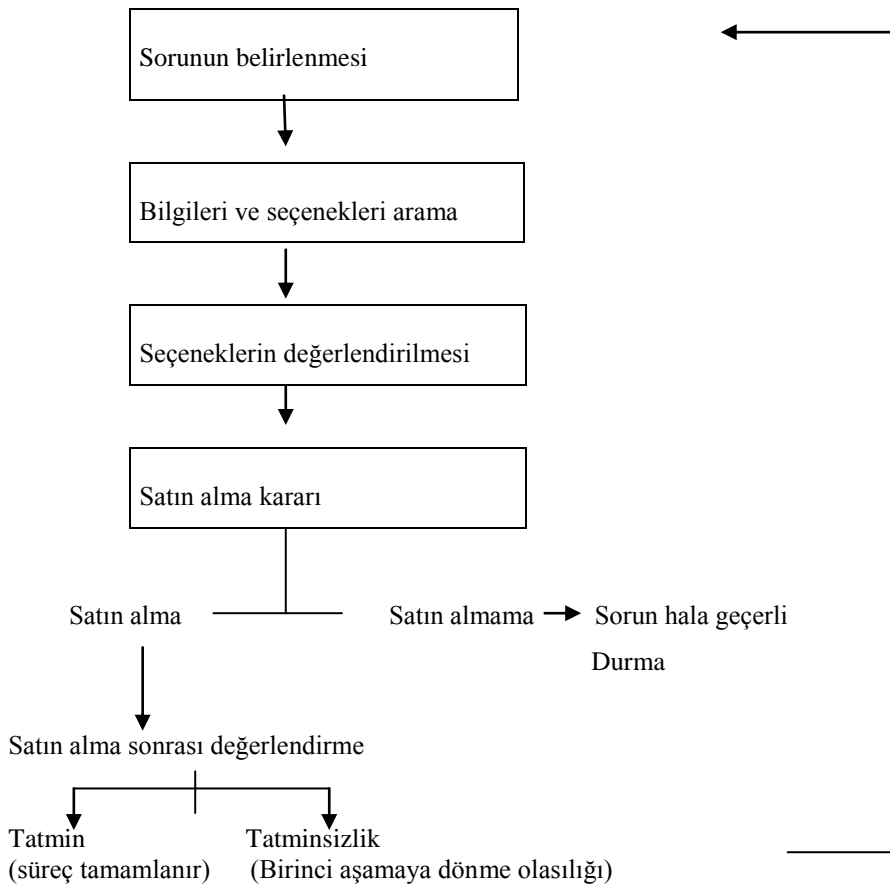 Sorunun belirlenmesi
Bilgileri ve seçenekleri arama
Seçeneklerin değerlendirilmesi
Satın alma kararı
Satın alma Satın almama Sorun hala geçerli
Durma
Satın alma sonrası değerlendirme
Tatmin Tatminsizlik
(süreç tamamlanır) (Birinci aşamaya dönme olasılığı)